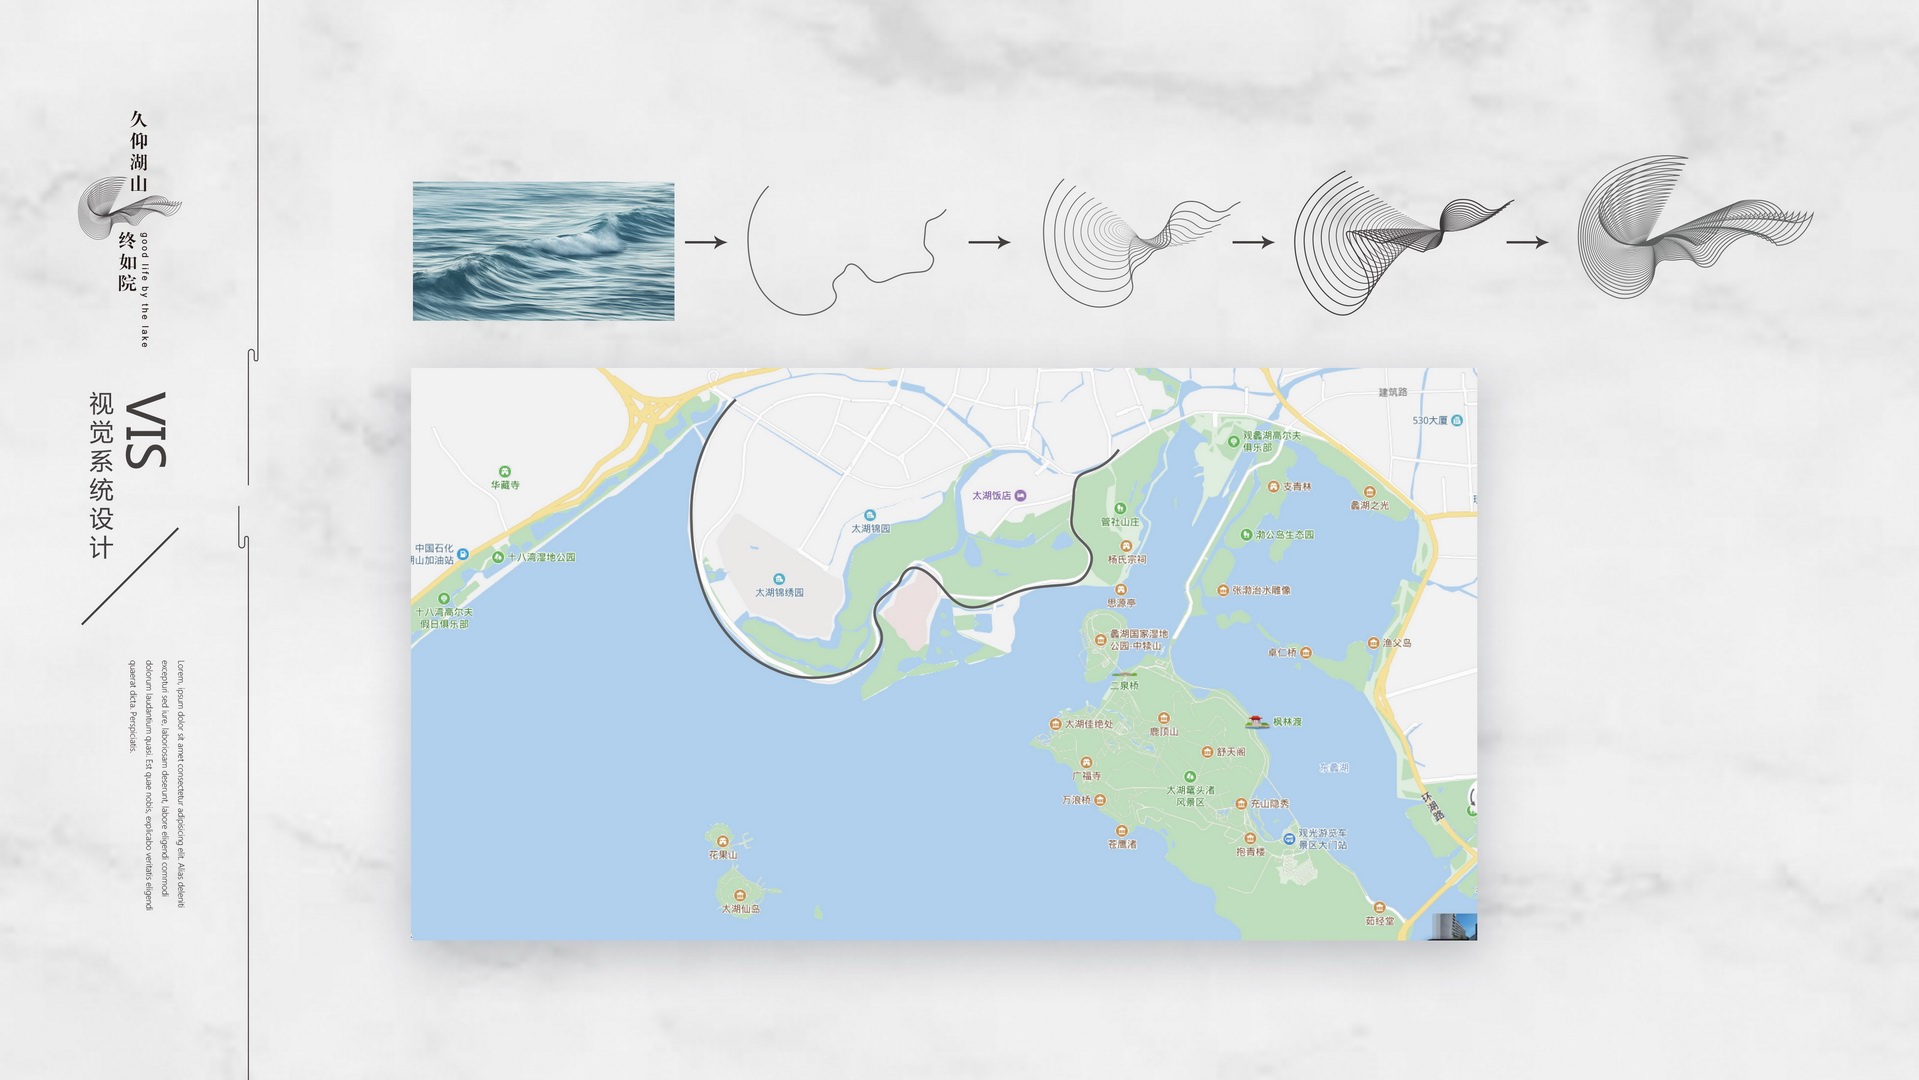 久仰湖山
终如院
good life by the lake
VIS
视觉系统设计
Lorem, ipsum dolor sit amet consectetur adipisicing elit. Alias deleniti
excepturi sed iure, laboriosam deserunt, labore eligendi commodi
dolorum laudantium quasi. Est quae nobis, explicabo veritatis eligendi
quaerat dicta. Perspiciatis.
建筑路
530大厦
观蠡湖高尔夫
俱乐部
华藏寺
支青林
蠡湖之光
太湖饭店
管社山庄
太湖锦园
渤公岛生态园
中国石化
山加油站
十八湾湿地公园
杨氏宗祠
太湖锦绣园
思源亭
张渤治水雕像
十八湾高尔夫
假日俱乐部
蠡湖国家湿地
公园·中犊山
卓仁桥
渔父岛
二泉桥
太湖佳绝处
鹿顶山
枫林渡
舒天阁
广福寺
东蠡湖
太湖鼋头渚
风景区
万浪桥
充山隐秀
环湖路
苍鹰渚
抱青楼
观光游览车
景区大门站
花果山
太湖仙岛
茹经堂